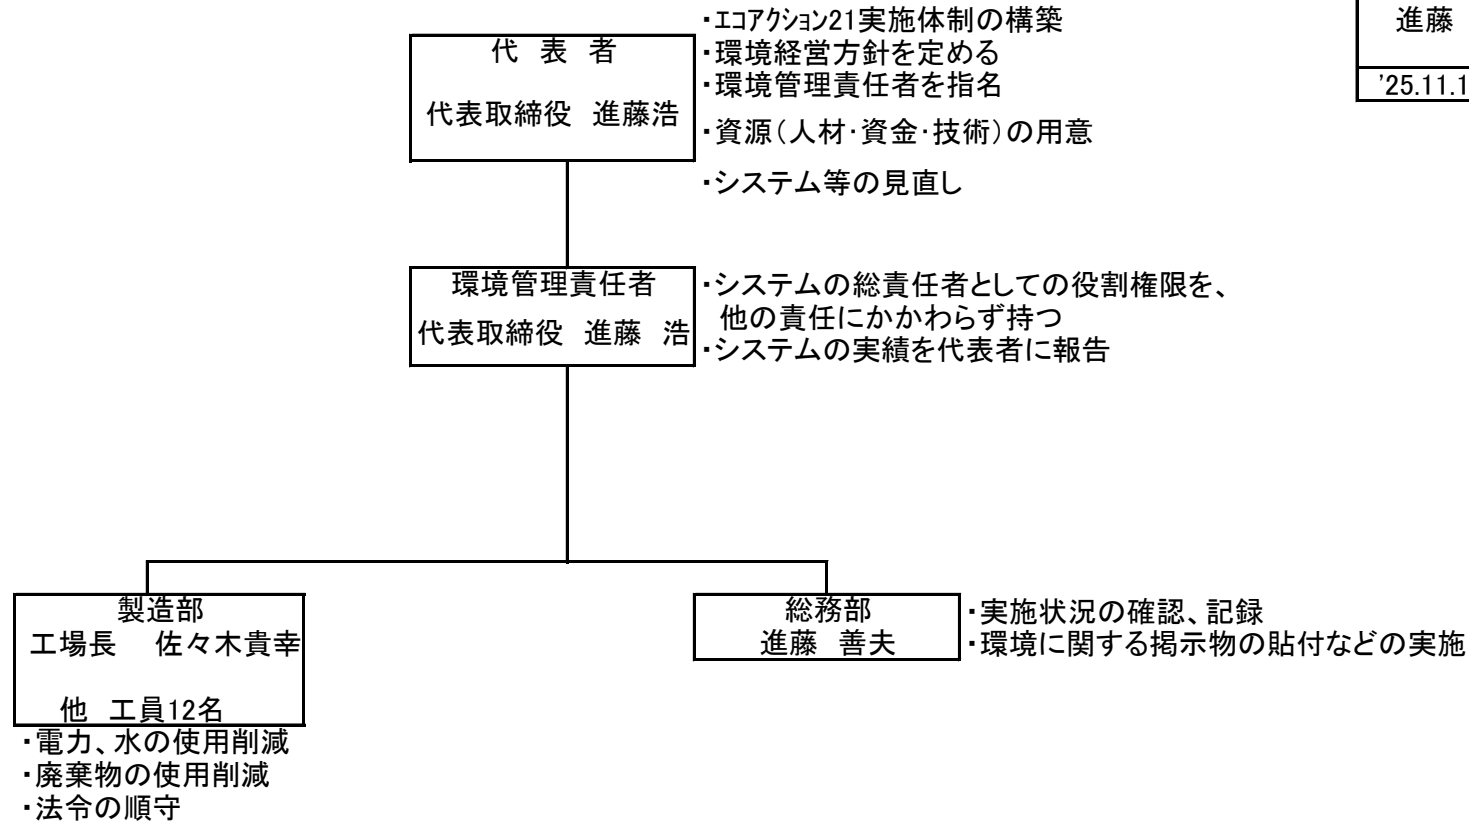 ・エコアクション21実施体制の構築
代 表 者
・環境経営方針を定める
・環境管理責任者を指名
代表取締役 進藤浩
・資源(人材・資金・技術)の用意
・システム等の見直し
進藤
'25.11.1
環境管理責任者
代表取締役 進藤 浩
・システムの総責任者としての役割権限を、
他の責任にかかわらず持つ
・システムの実績を代表者に報告
製造部
工場長 佐々木貴幸
他 工員12名
・電力、水の使用削減
・廃棄物の使用削減
・法令の順守
総務部
進藤 善夫
・実施状況の確認、記録
・環境に関する掲示物の貼付などの実施